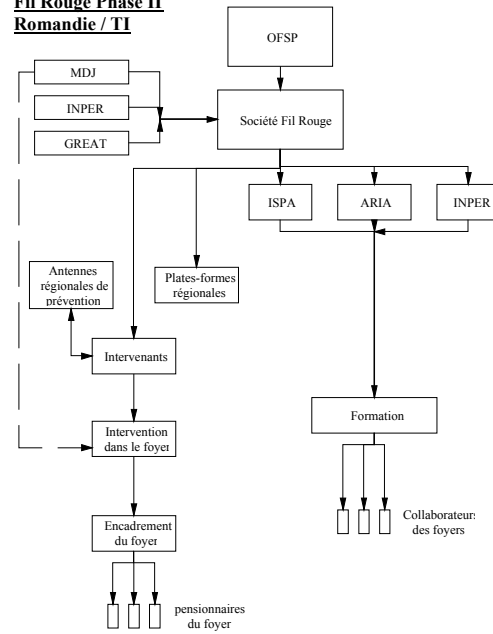 Fil Rouge Phase II
Romandie / TI
OFSP
MDJ
INPER
GREAT
Société Fil Rouge
ISPA
ARIA
INPER
Antennes
régionales de
prévention
Plates-formes
régionales
Intervenants
Intervention
dans le foyer
Formation
Encadrement
du foyer
Collaborateurs
des foyers
pensionnaires
du foyer